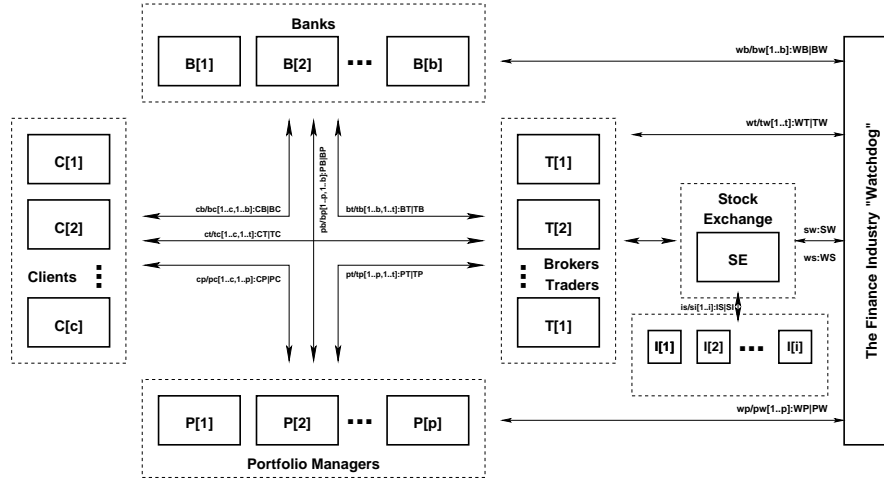 Banks
B[1]
B[2]
B[b]
wb/bw[1..b]:WB|BW
wt/tw[1..t]:WT|TW
C[1]
C[2]
Clients
C[c]
cb/bc[1..c,1..b]:CB|BC
ct/tc[1..c,1..t]:CT|TC
cp/pc[1..c,1..p]:CP|PC
pb/bp[1..p,1..b]:PB|BP
bt/tb[1..b,1..t]:BT|TB
pt/tp[1..p,1..t]:PT|TP
T[1]
T[2]
Brokers
Traders
T[1]
Stock
Exchange
SE
sw:SW
ws:WS
is/si[1..i]:IS|SI
I[1]
I[2]
I[i]
The Finance Industry "Watchdog"
P[1]
P[2]
P[p]
wp/pw[1..p]:WP|PW
Portfolio Managers